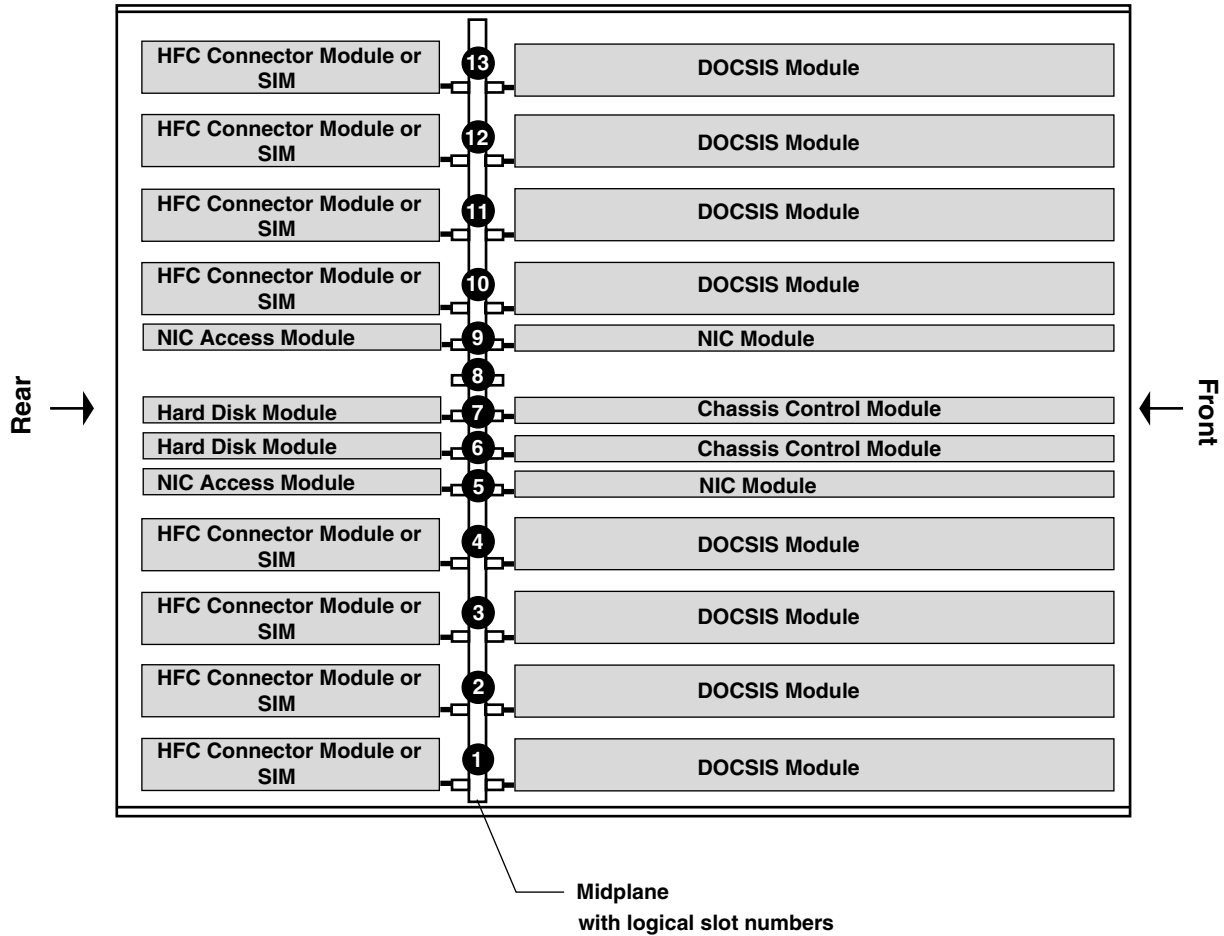 HFC Connector Module or
SIM
13
DOCSIS Module
HFC Connector Module or
SIM
12
DOCSIS Module
HFC Connector Module or
SIM
11
DOCSIS Module
HFC Connector Module or
SIM
10
DOCSIS Module
NIC Access Module
9
NIC Module
8
Rear
Front
Hard Disk Module
7
Chassis Control Module
Hard Disk Module
6
Chassis Control Module
NIC Access Module
5
NIC Module
HFC Connector Module or
SIM
4
DOCSIS Module
HFC Connector Module or
SIM
3
DOCSIS Module
HFC Connector Module or
SIM
2
DOCSIS Module
HFC Connector Module or
SIM
1
DOCSIS Module
Midplane
with logical slot numbers